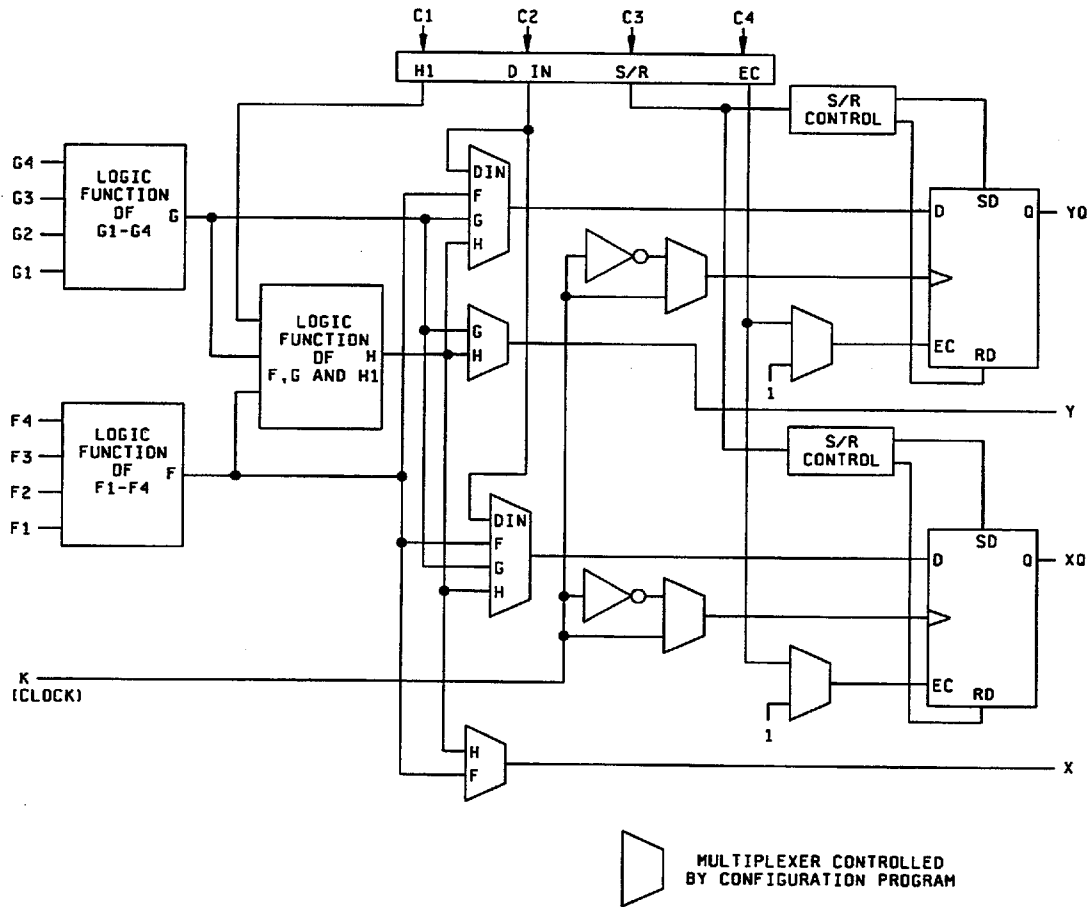 C1 C2 C3 C4
H1 D IN S/R EC
S/R
CONTROL
G4
G3
G2
G1
LOGIC
FUNCTION
OF
G1-G4
G
DIN
F
G
H
D
SD
Q
YQ
EC
RD
1
LOGIC
FUNCTION
OF
F,G AND H1
H
G
H
Y
F4
F3
F2
F1
LOGIC
FUNCTION
OF
F1-F4
F
S/R
CONTROL
DIN
F
G
H
D
SD
Q
XQ
EC
RD
1
K
(CLOCK)
H
F
X
MULTIPLEXER CONTROLLED
BY CONFIGURATION PROGRAM